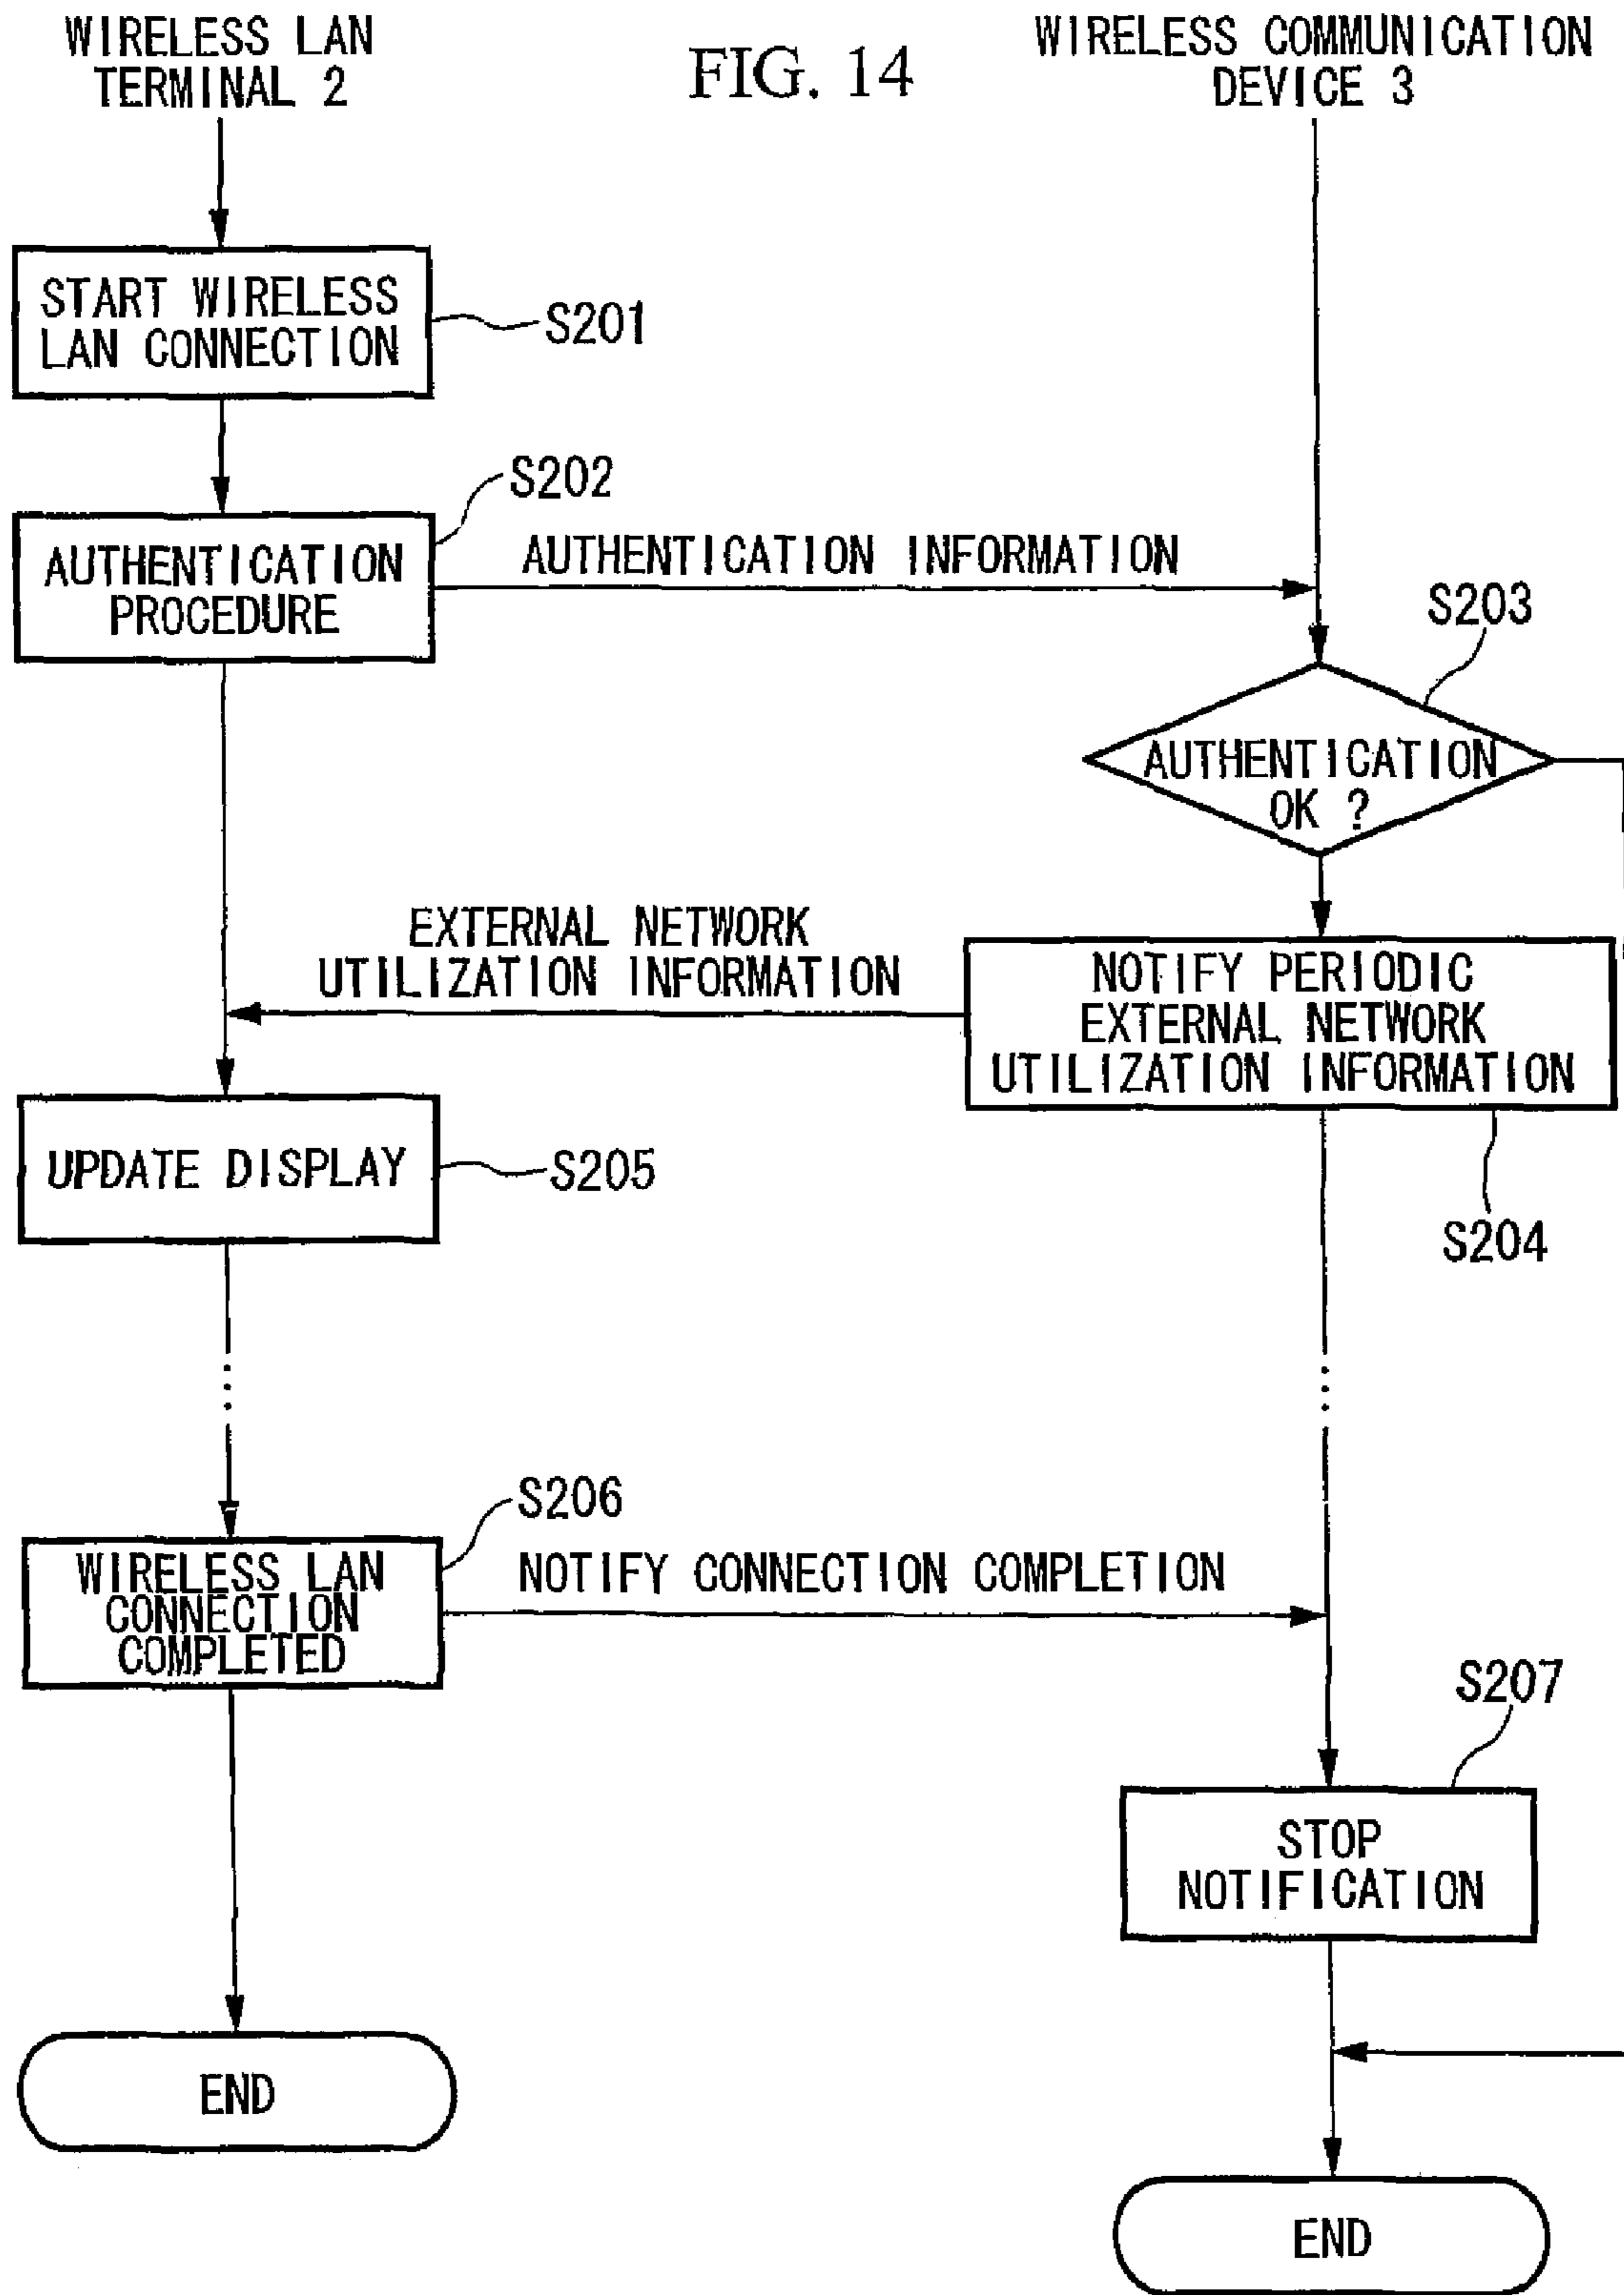 WIRELESS LAN
TERMINAL 2
FIG. 14
WIRELESS COMMUNICATION
DEVICE 3
START WIRELESS
LAN CONNECTION
S201
S202
AUTHENTICATION
PROCEDURE
AUTHENTICATION INFORMATION
S203
AUTHENTICATION
OK ?
EXTERNAL NETWORK
UTILIZATION INFORMATION
NOTIFY PERIODIC
EXTERNAL NETWORK
UTILIZATION INFORMATION
S204
UPDATE DISPLAY
S205
S206
WIRELESS LAN
CONNECTION
COMPLETED
NOTIFY CONNECTION COMPLETION
S207
STOP
NOTIFICATION
END
END